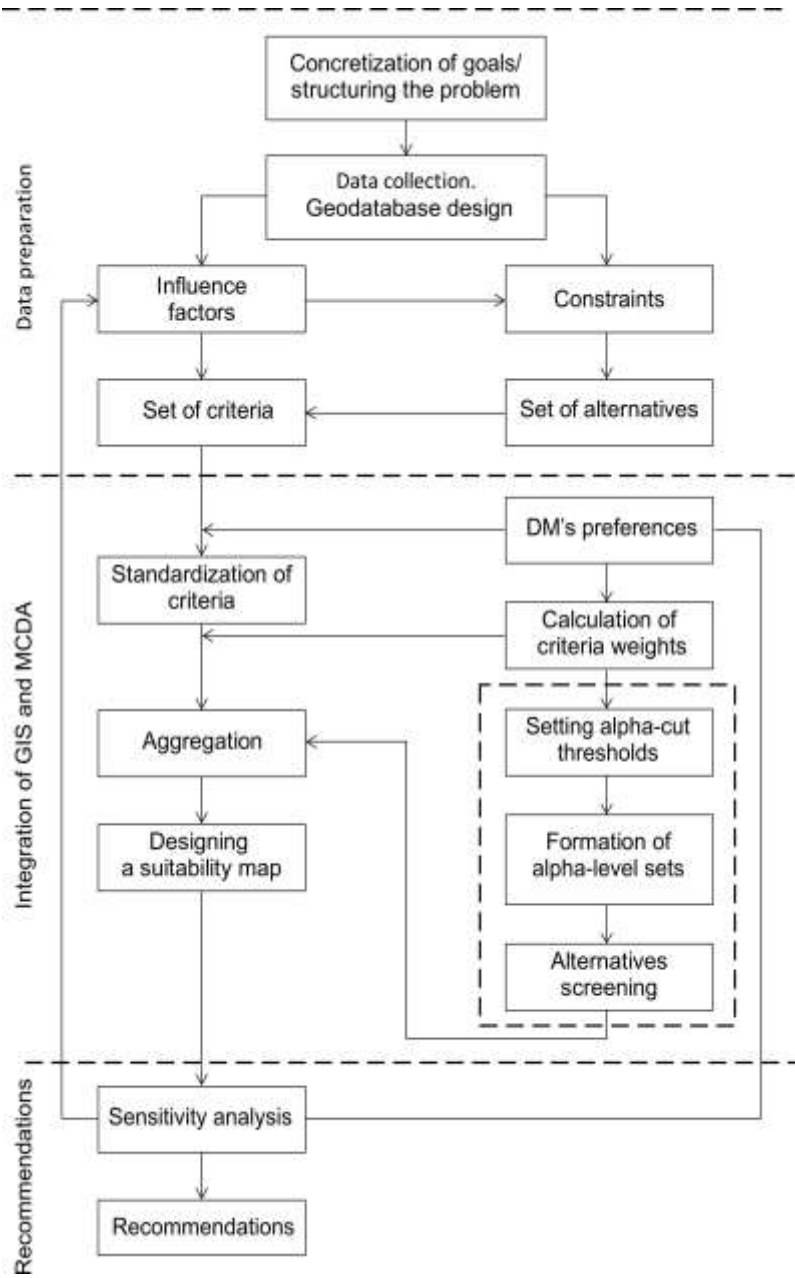 Concretization of goals/
structuring the problem
Data preparation
Data collection.
Geodatabase design
Influence
factors
Constraints
Set of criteria
Set of alternatives
Integration of GIS and MCDA
DM's preferences
Standardization of
criteria
Calculation of
criteria weights
Setting alpha-cut
thresholds
Aggregation
Formation of
alpha-level sets
Designing
a suitability map
Alternatives
screening
Recommendations
Sensitivity analysis
Recommendations